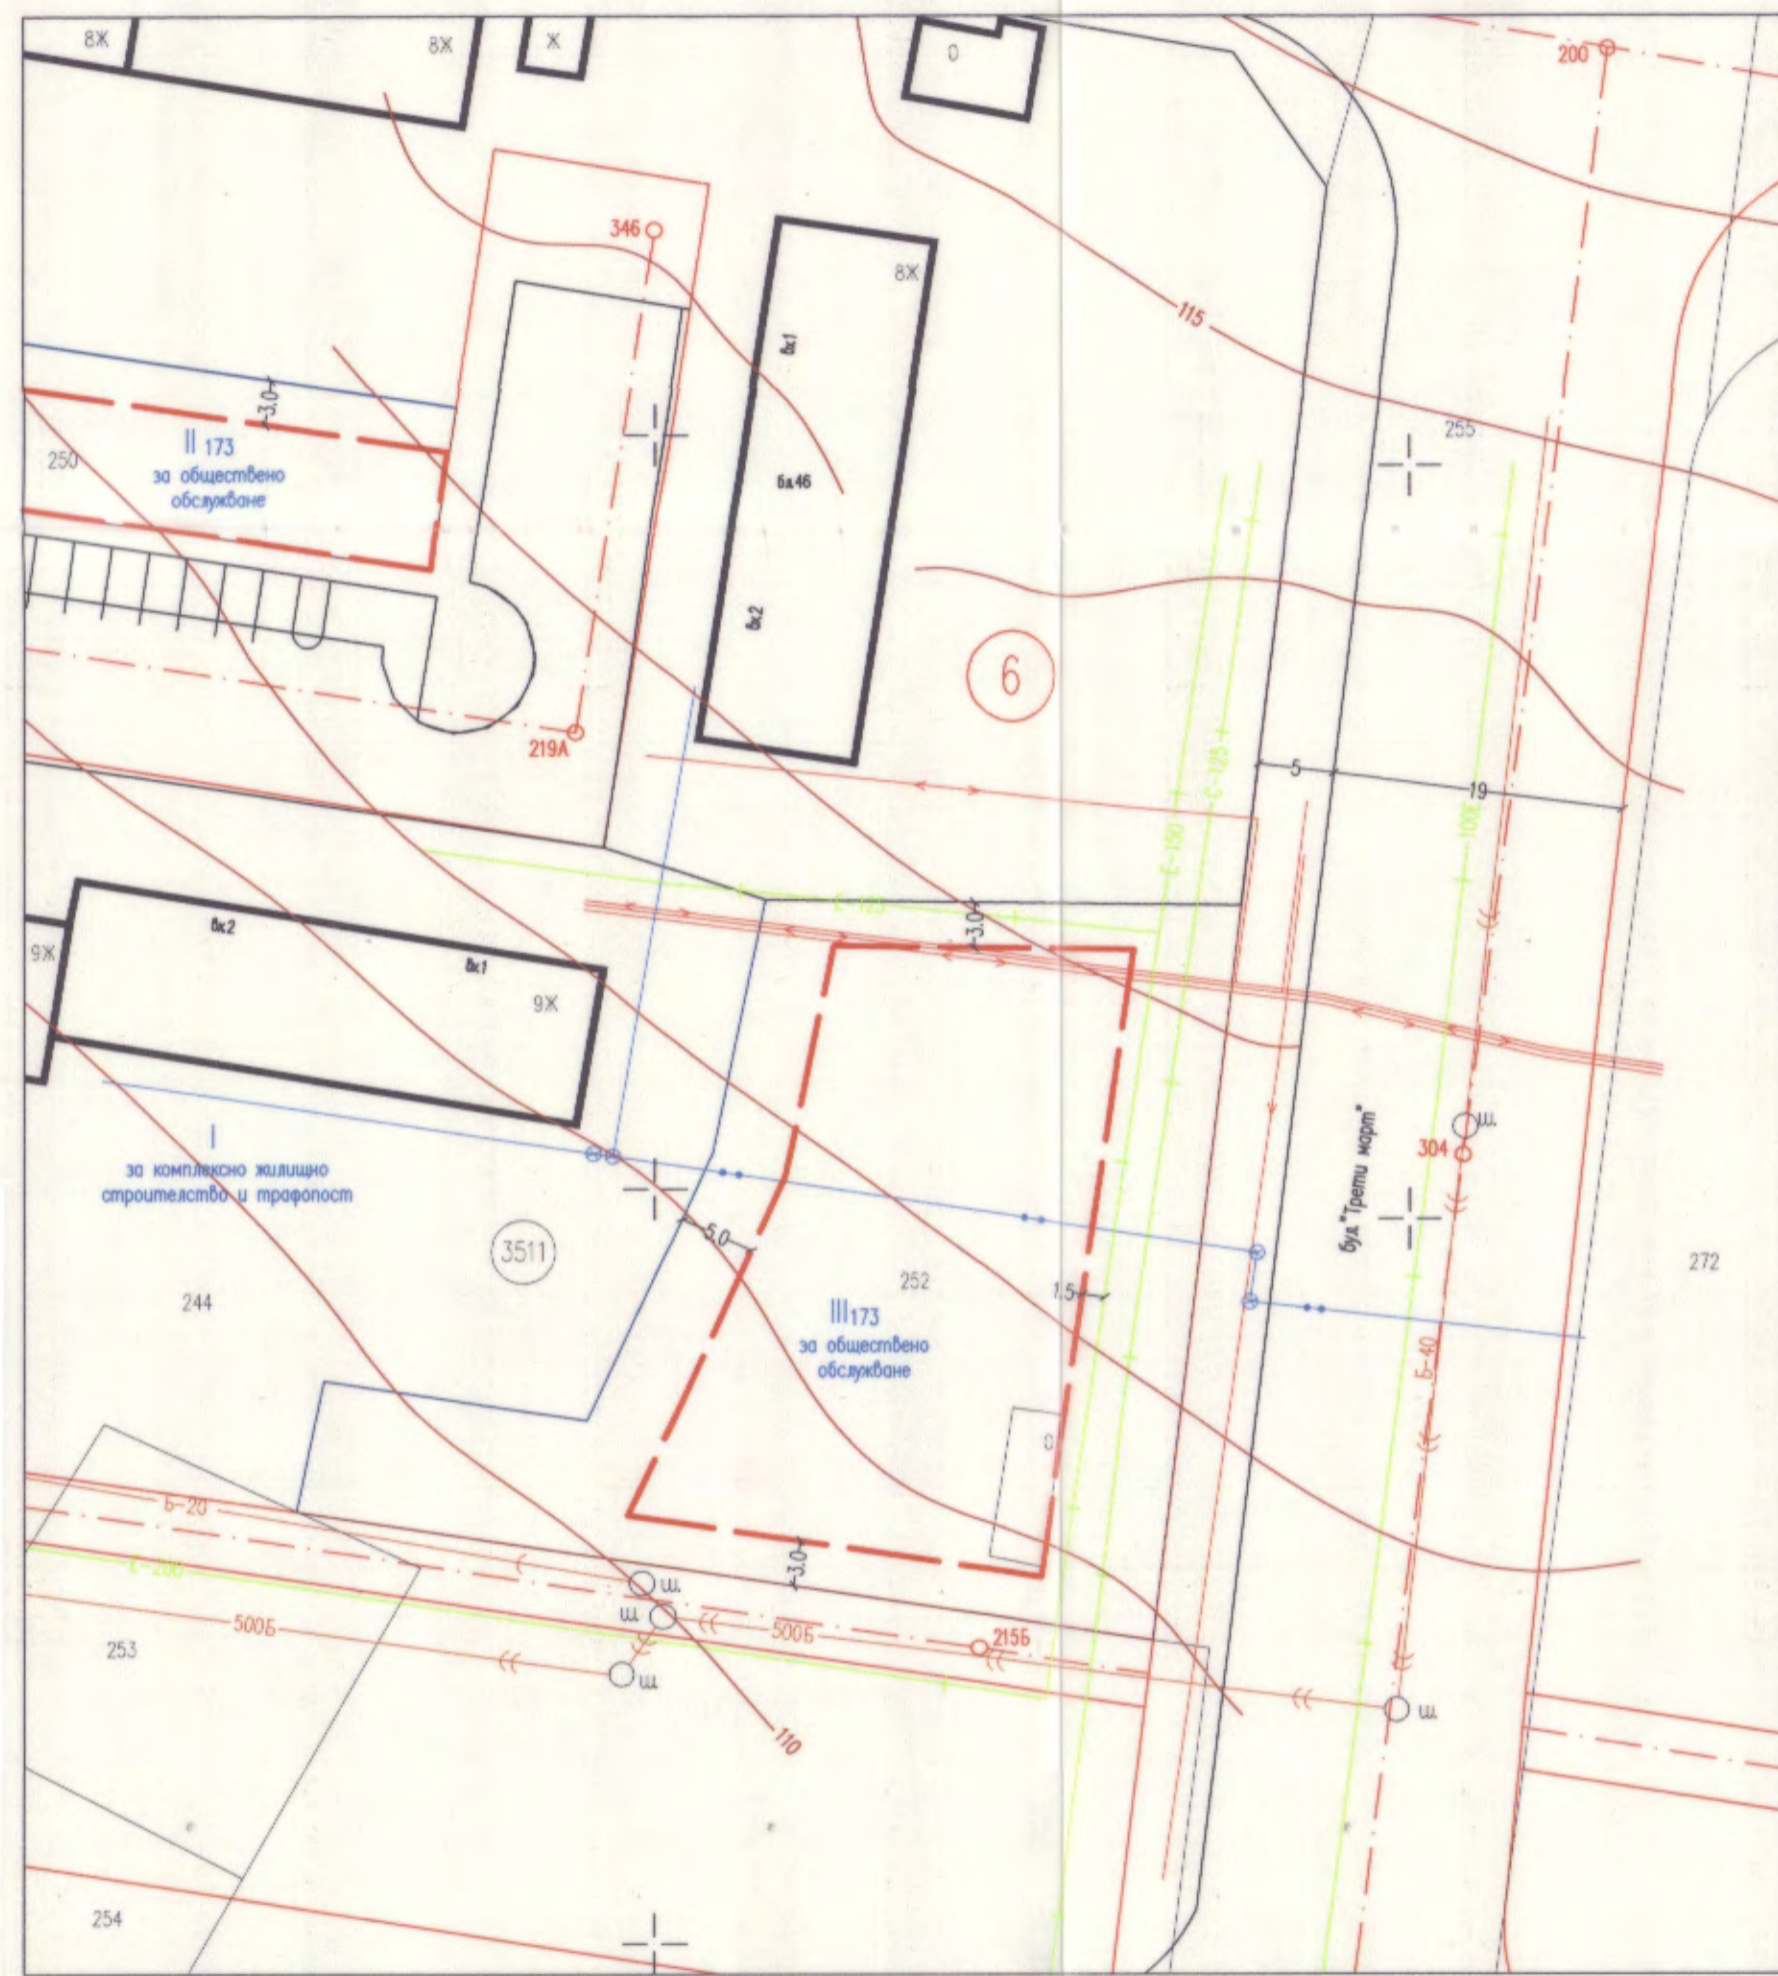 8Ж
8Ж
Ж
О
200
346
8Ж
вх1
115
3.0
II 173
за обществено
обслужване
250
255
бл.46
вх2
6
219А
5
19
С-125
С-150
100Е
С-125
3.0
вх2
вх1
9Ж
9Ж
I
за комплексно жилищно
строителство и трафопост
ш.
304
бул."Трети март"
5.0
3511
252
272
244
1.5
III173
за обществено
обслужване
Б-40
О
Б-20
Е-200
3.0
ш.
ш.
500Б
500Б
215Б
253
ш.
ш.
110
254